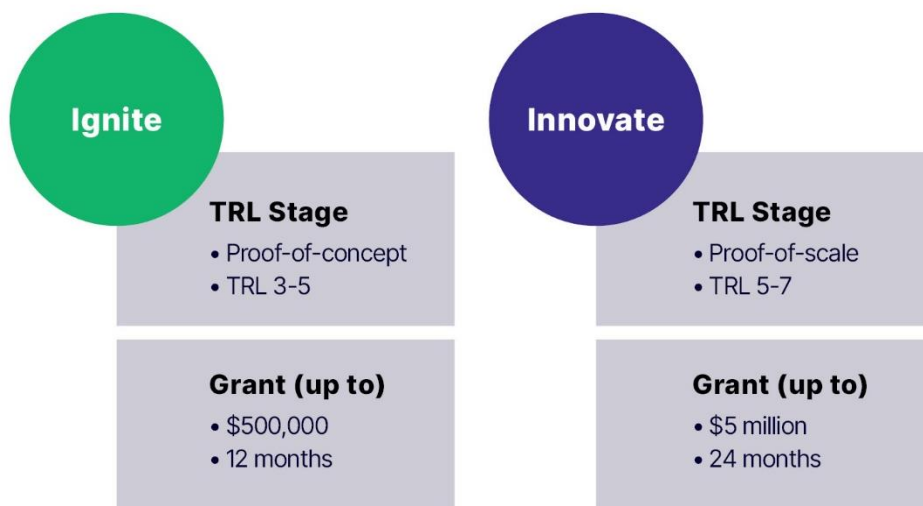 Ignite
TRL Stage
• Proof-of-concept
• TRL 3-5
Grant (up to)
• $500,000
• 12 months
Innovate
TRL Stage
• Proof-of-scale
• TRL 5-7
Grant (up to)
• $5 million
• 24 months